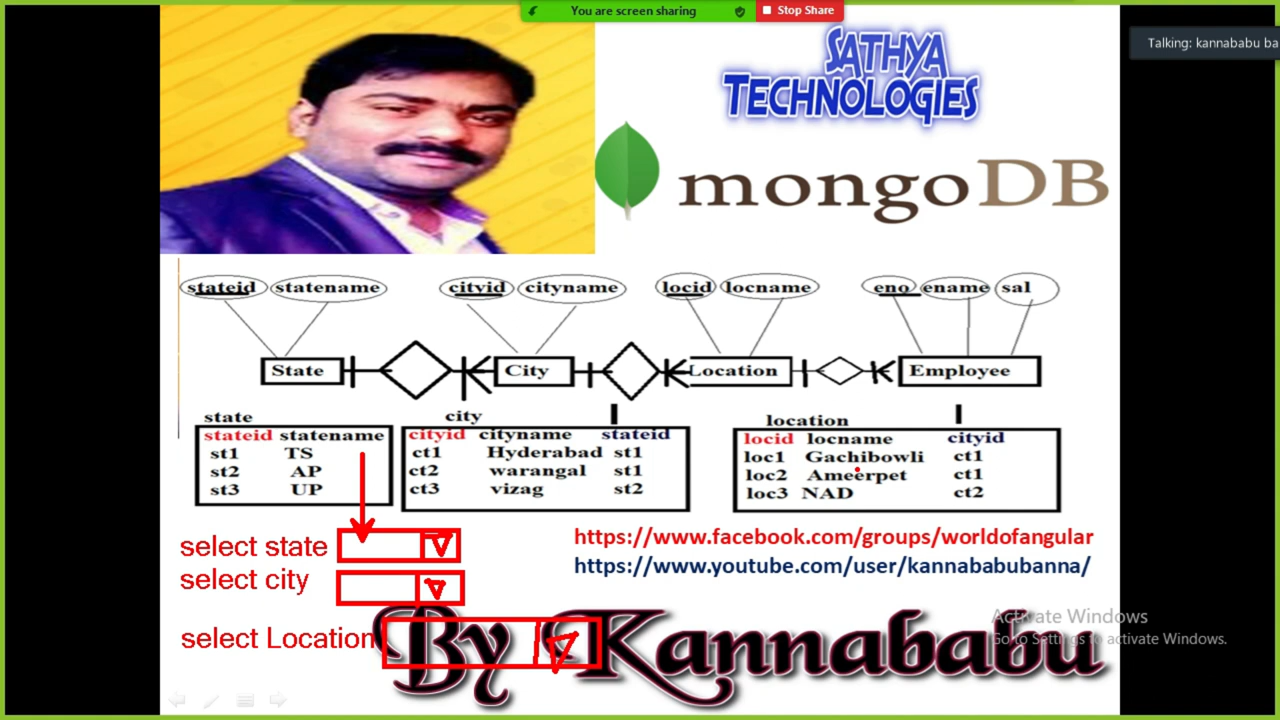 You are screen sharing Stop Share
Talking: kannababu ba
SATHYA
TECHNOLOGIES
mongoDB
stateid statename cityid cityname locid locname eno ename sal
State City Location Employee
state
stateid statename
st1 TS
st2 AP
st3 UP
city
cityid cityname stateid
ct1 Hyderabad st1
ct2 warangal st1
ct3 vizag st2
location
locid locname cityid
loc1 Gachibowli ct1
loc2 Ameerpet ct1
loc3 NAD ct2
select state
select city
select Location
https://www.facebook.com/groups/worldofangular
https://www.youtube.com/user/kannababubanna/
By Kannababu
Activate Windows
Go to Settings to activate Windows.